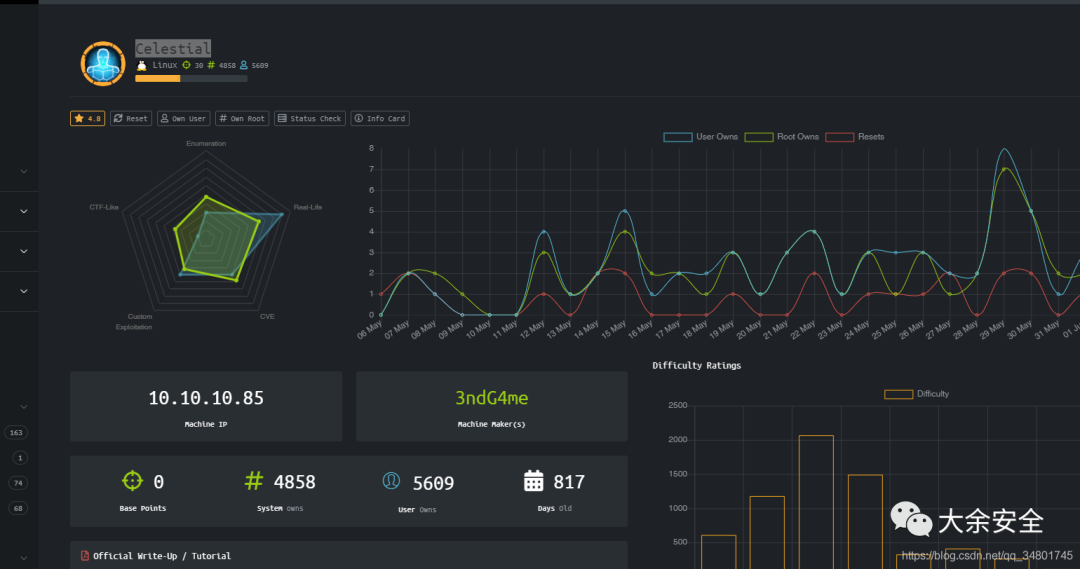 Celestial
Linux 30 # 4858 5609
4.8 Reset Own User # Own Root Status Check Info Card
User Owns Root Owns Resets
Enumeration
CTF-Like
Real-Life
Custom
Exploitation
CVE
8
7
6
5
4
3
2
1
0
06 May 07 May 08 May 09 May 10 May 11 May 12 May 13 May 14 May 15 May 16 May 17 May 18 May 19 May 20 May 21 May 22 May 23 May 24 May 25 May 26 May 27 May 28 May 29 May 30 May 31 May
10.10.10.85
Machine IP
3ndG4me
Machine Maker(s)
0
Base Points
# 4858
System owns
5609
User Owns
817
Days Old
Official Write-Up / Tutorial
163
1
74
68
Difficulty Ratings
Difficulty
2500
2000
1500
1000
500
大余安全
https://blog.csdn.net/qq_34801745